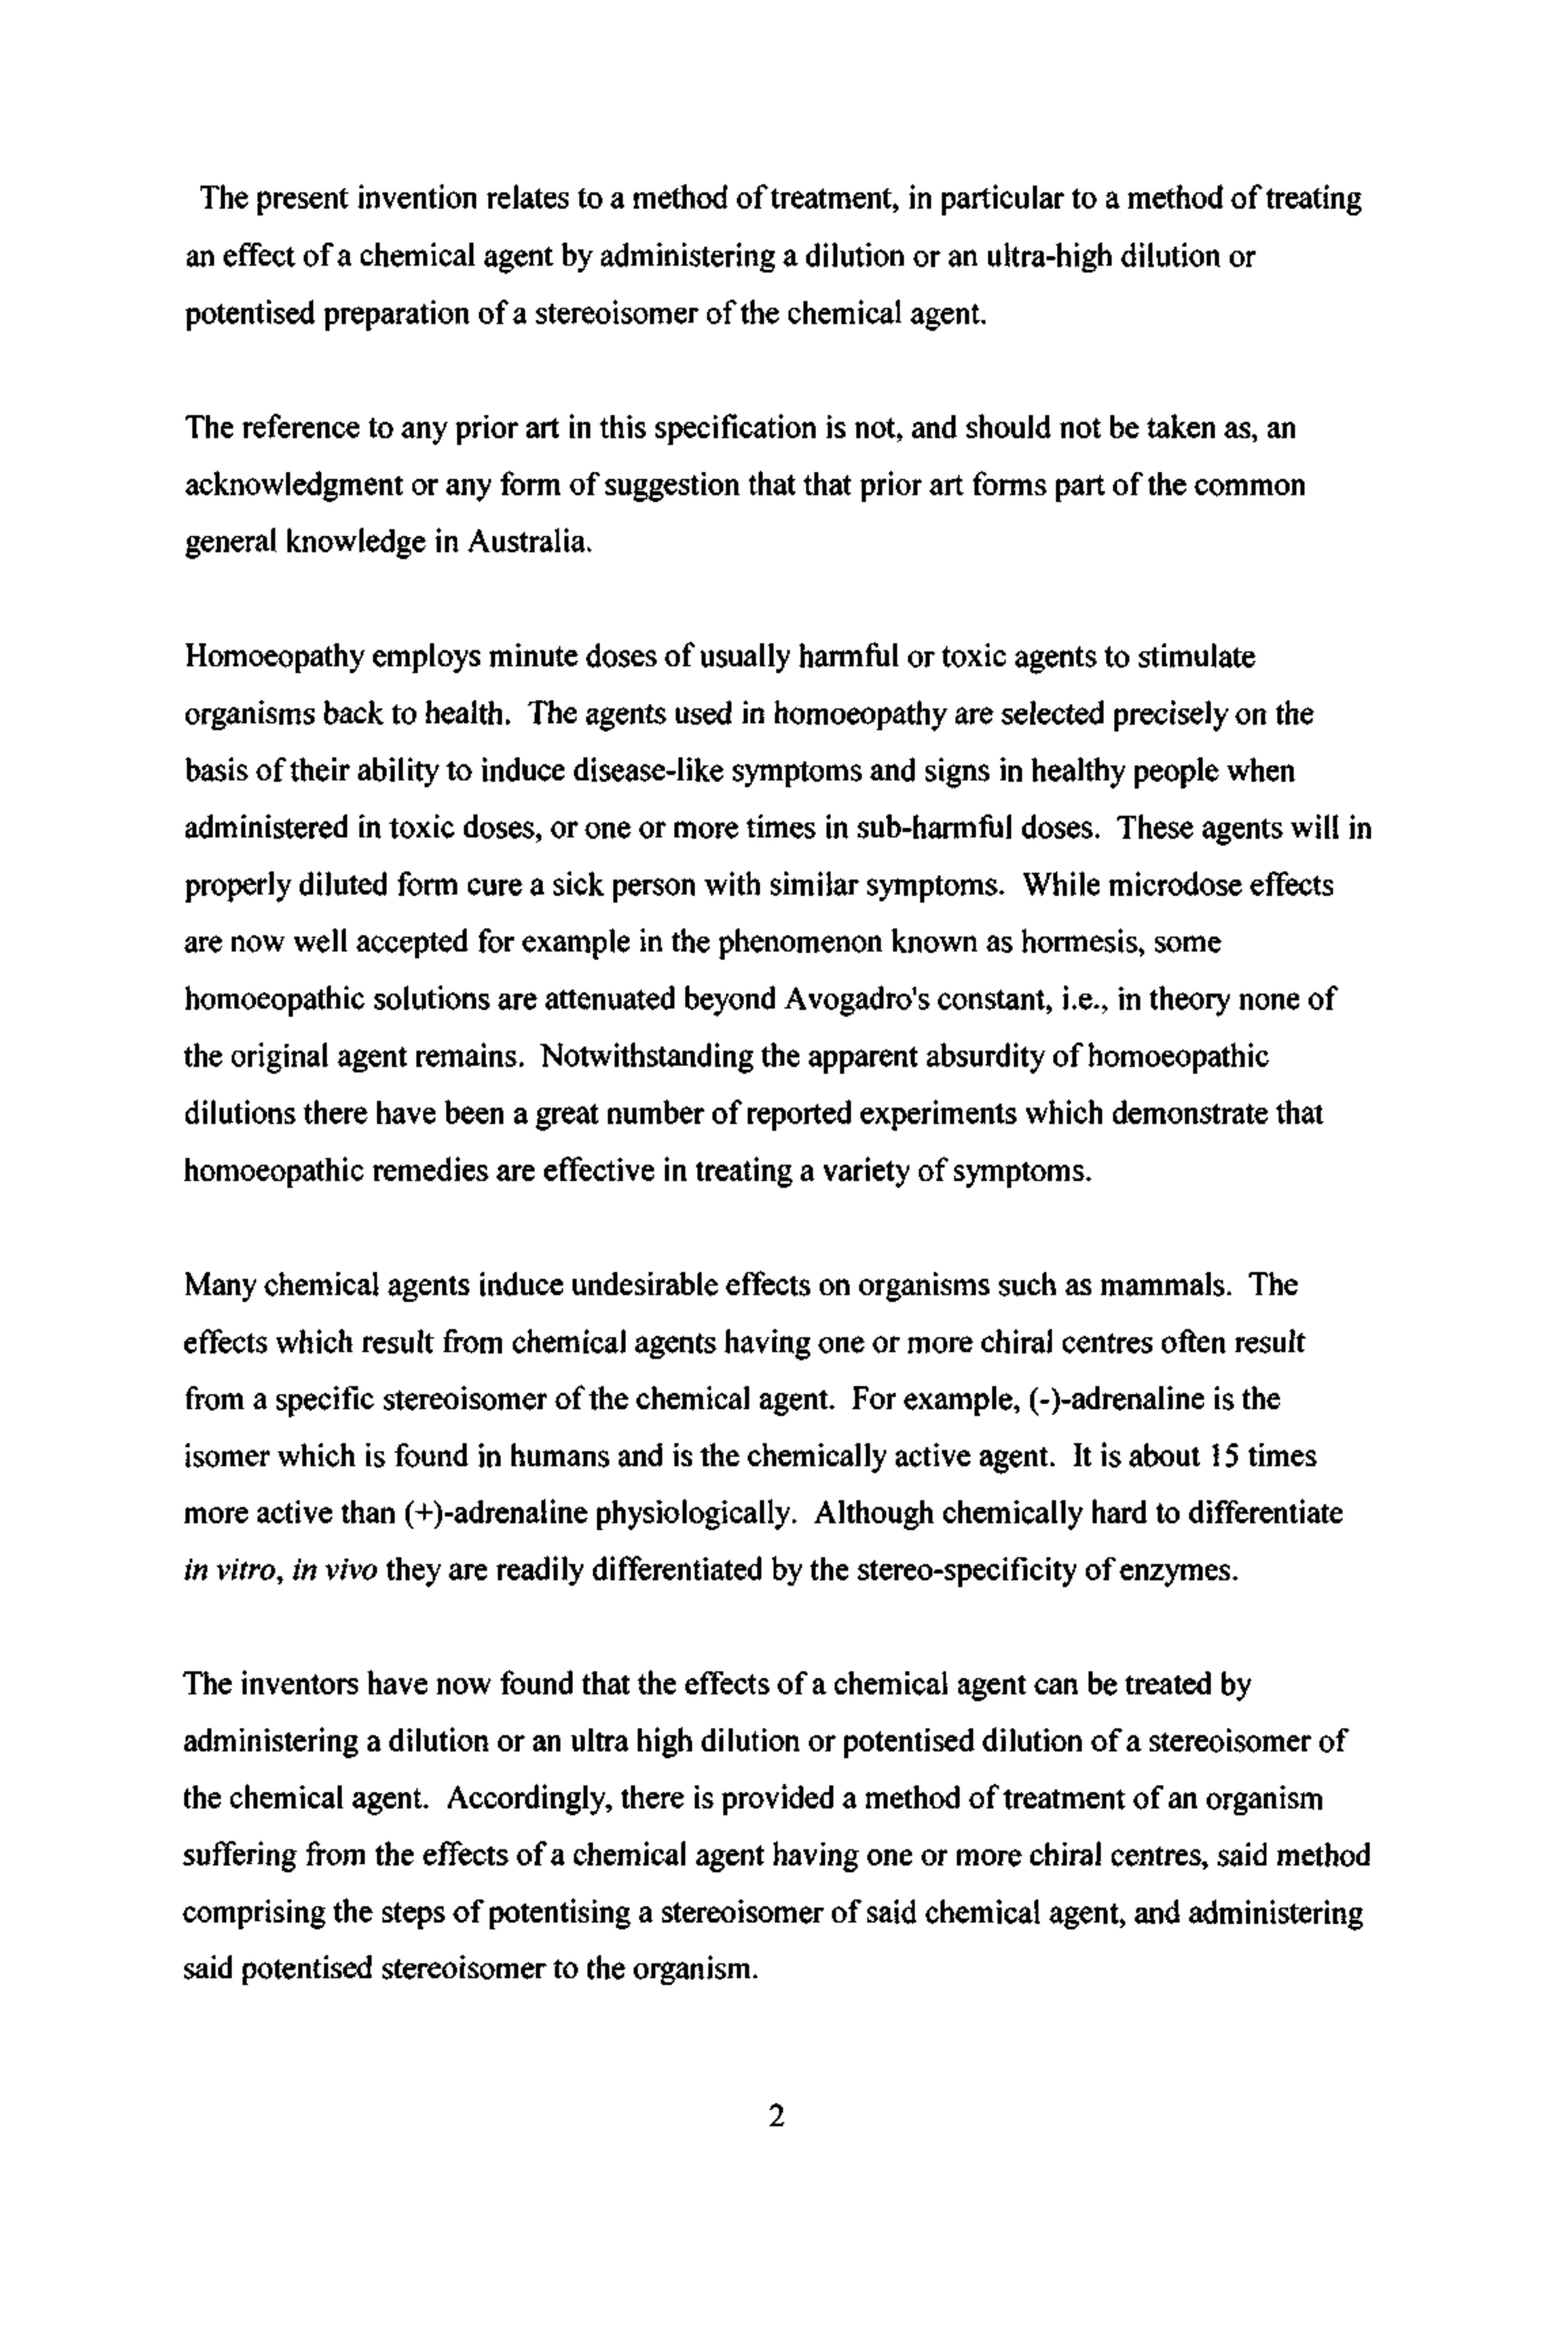 The present invention relates to a method of treatment, in particular to a method of treating
an effect of a chemical agent by administering a dilution or an ultra-high dilution or
potentised preparation of a stereoisomer of the chemical agent.
The reference to any prior art in this specification is not, and should not be taken as, an
acknowledgment or any form of suggestion that that prior art forms part of the common
general knowledge in Australia.
Homoeopathy employs minute doses of usually harmful or toxic agents to stimulate
organisms back to health. The agents used in homoeopathy are selected precisely on the
basis of their ability to induce disease-like symptoms and signs in healthy people when
administered in toxic doses, or one or more times in sub-harmful doses. These agents will in
properly diluted form cure a sick person with similar symptoms. While microdose effects
are now well accepted for example in the phenomenon known as hormesis, some
homoeopathic solutions are attenuated beyond Avogadro's constant, i.e., in theory none of
the original agent remains. Notwithstanding the apparent absurdity of homoeopathic
dilutions there have been a great number of reported experiments which demonstrate that
homoeopathic remedies are effective in treating a variety of symptoms.
Many chemical agents induce undesirable effects on organisms such as mammals. The
effects which result from chemical agents having one or more chiral centres often result
from a specific stereoisomer of the chemical agent. For example, (-)-adrenaline is the
isomer which is found in humans and is the chemically active agent. It is about 15 times
more active than (+)-adrenaline physiologically. Although chemically hard to differentiate
in vitro, in vivo they are readily differentiated by the stereo-specificity of enzymes.
The inventors have now found that the effects of a chemical agent can be treated by
administering a dilution or an ultra high dilution or potentised dilution of a stereoisomer of
the chemical agent. Accordingly, there is provided a method of treatment of an organism
suffering from the effects of a chemical agent having one or more chiral centres, said method
comprising the steps of potentising a stereoisomer of said chemical agent, and administering
said potentised stereoisomer to the organism.
2